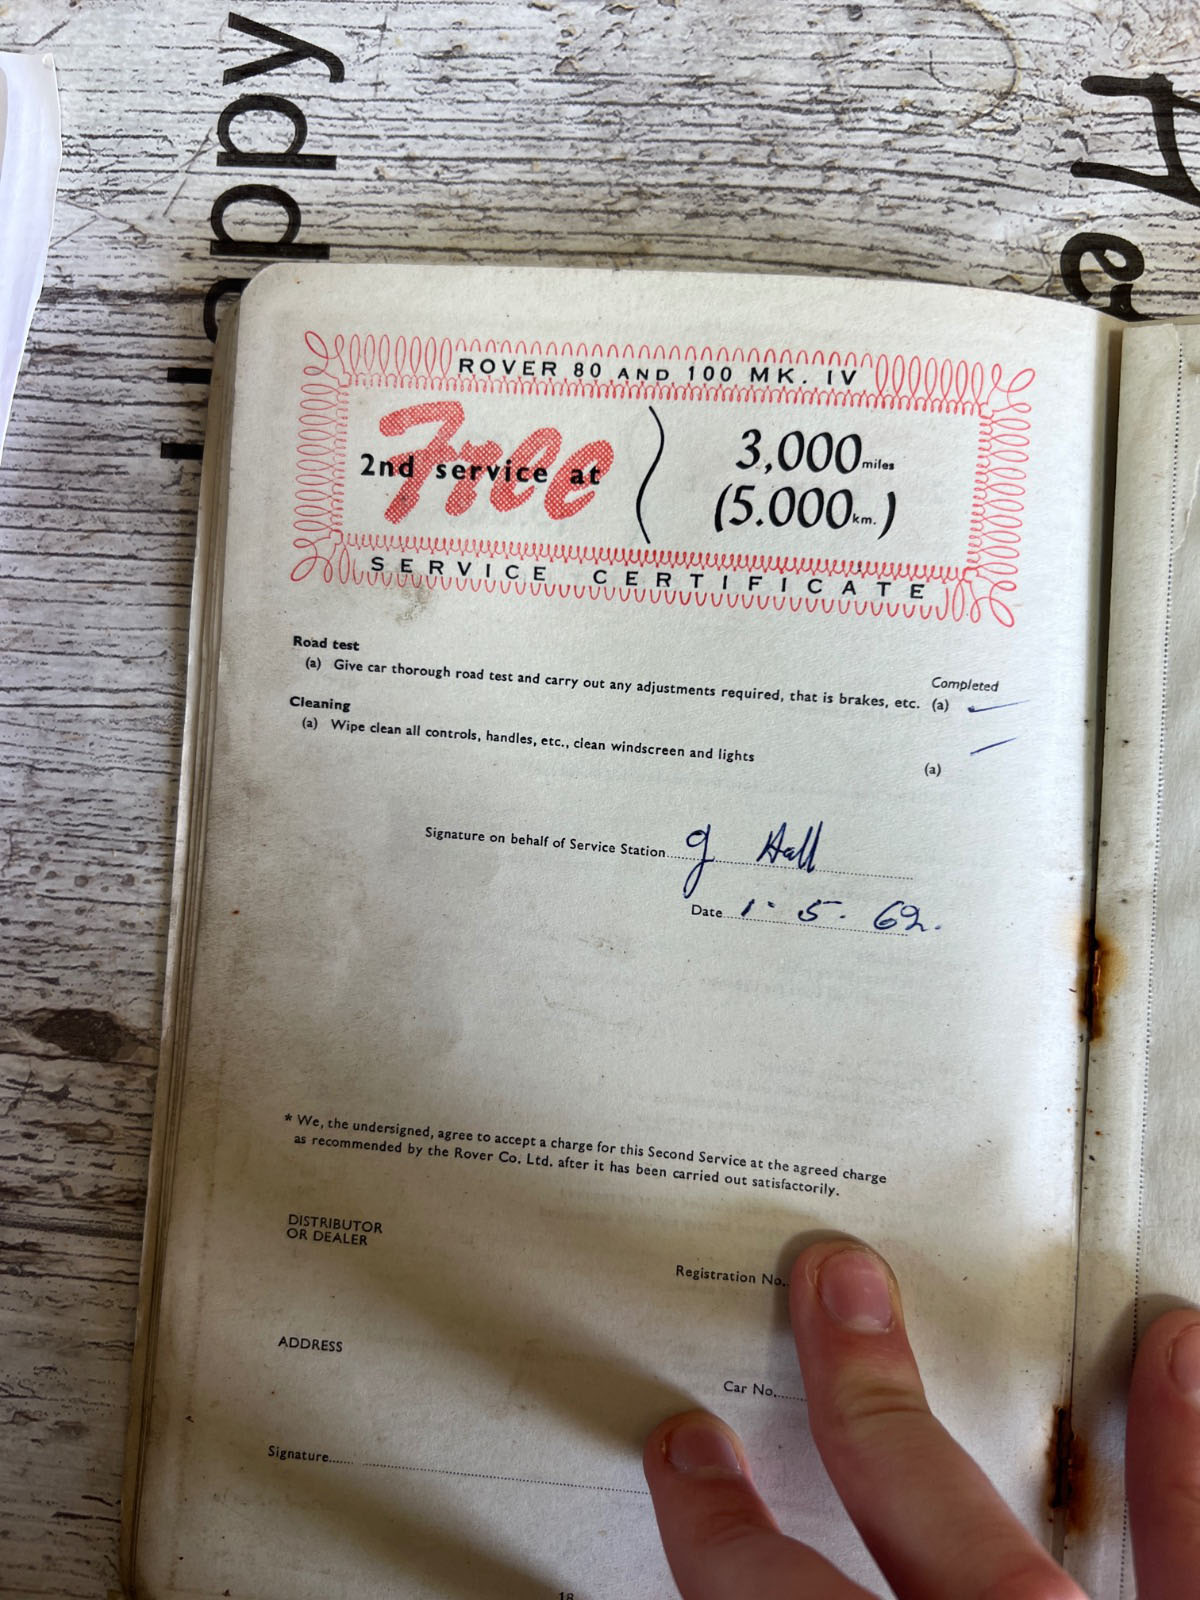 appy
He
ROVER 80 AND 100 MK. IV
Free
2nd service at
3,000 miles
(5.000 km.)
SERVICE CERTIFICATE
Road test
Completed
(a) Give car thorough road test and carry out any adjustments required, that is brakes, etc. (a)
Cleaning
(a) Wipe clean all controls, handles, etc., clean windscreen and lights
(a)
Signature on behalf of Service Station g Hall
Date 1. 5. 62.
* We, the undersigned, agree to accept a charge for this Second Service at the agreed charge
as recommended by the Rover Co. Ltd. after it has been carried out satisfactorily.
DISTRIBUTOR
OR DEALER
Registration No.
ADDRESS
Car No.
Signature
18